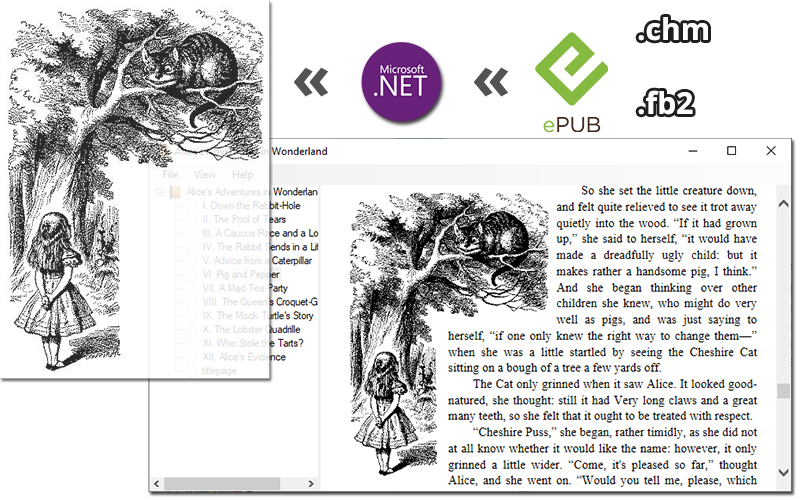 .chm
Microsoft
.NET
ePUB
.fb2
in Wonderland
File View Help
Alice's Adventures in Wonderlan
I. Down the Rabbit-Hole
II. The Pool of Tears
III. A Caucus-Race and a Lo
IV. The Rabbit Sends in a Lit
V. Advice from a Caterpillar
VI. Pig and Pepper
VII. A Mad Tea-Party
VIII. The Queen's Croquet-G
IX. The Mock Turtle's Story
X. The Lobster Quadrille
XI. Who Stole the Tarts?
XII. Alice's Evidence
titlepage
So she set the little creature down,
and felt quite relieved to see it trot away
quietly into the wood. “If it had grown
up,” she said to herself, “it would have
made a dreadfully ugly child: but it
makes rather a handsome pig, I think.”
And she began thinking over other
children she knew, who might do very
well as pigs, and was just saying to
herself, “if one only knew the right way to change them—”
when she was a little startled by seeing the Cheshire Cat
sitting on a bough of a tree a few yards off.
The Cat only grinned when it saw Alice. It looked good-
natured, she thought: still it had Very long claws and a great
many teeth, so she felt that it ought to be treated with respect.
“Cheshire Puss,” she began, rather timidly, as she did not
at all know whether it would like the name: however, it only
grinned a little wider. “Come, it's pleased so far,” thought
Alice, and she went on. “Would you tell me, please, which